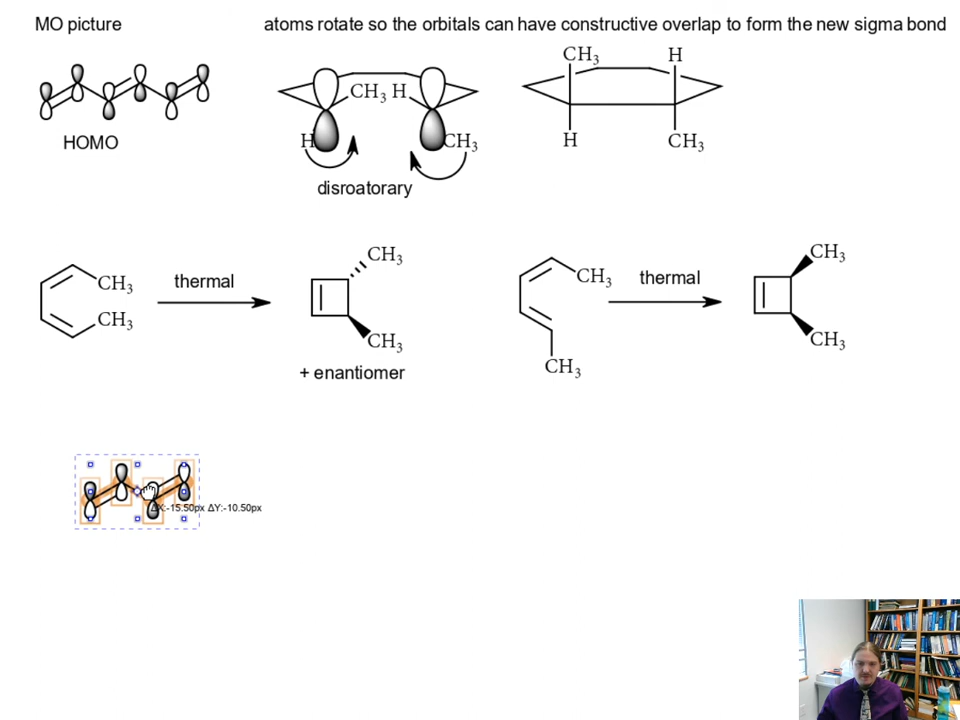 MO picture
atoms rotate so the orbitals can have constructive overlap to form the new sigma bond
CH₃ H
CH₃ H
HOMO
H CH₃
H CH₃
disroatorary
CH₃
CH₃
thermal
CH₃
CH₃
+ enantiomer
CH₃
thermal
CH₃
CH₃
CH₃
ΔX:-15.50px ΔY:-10.50px